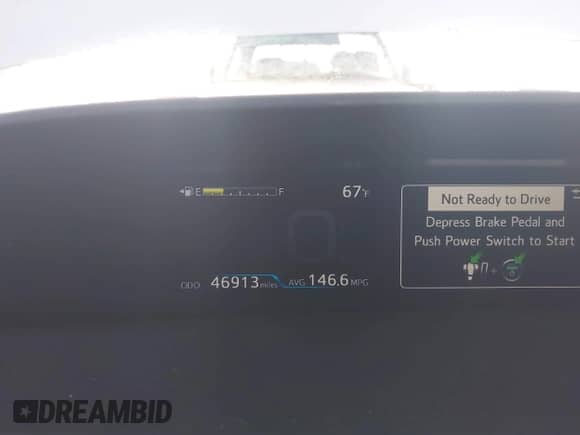 E F
67°F
Not Ready to Drive
Depress Brake Pedal and
Push Power Switch to Start
ODO 46913 miles AVG 146.6 MPG
DREAMBID